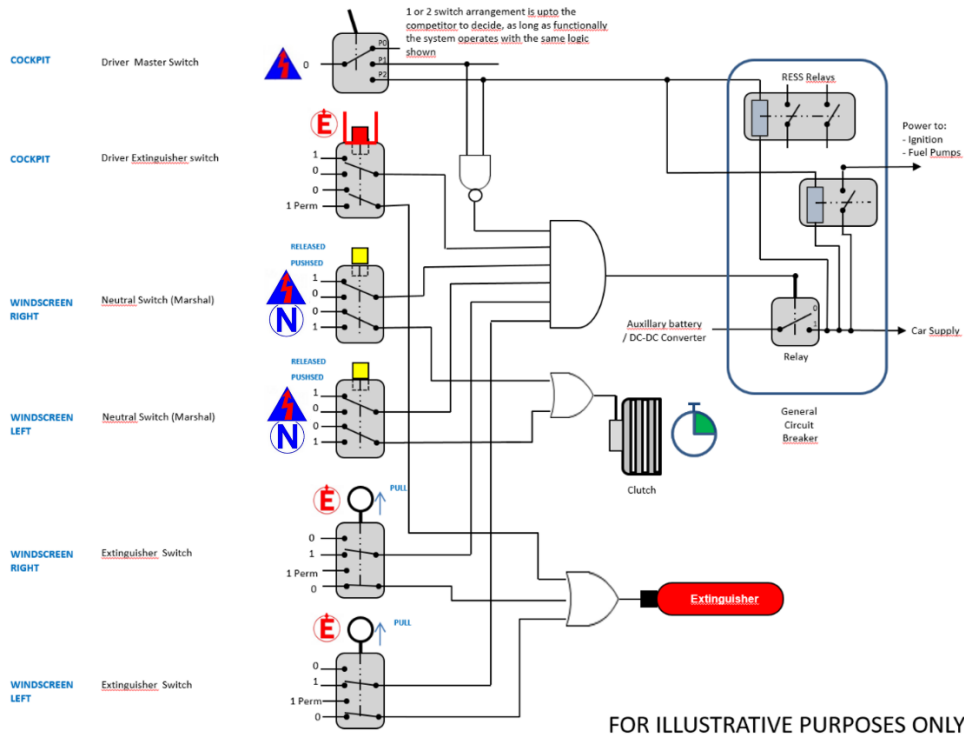 1 or 2 switch arrangement is upto the
competitor to decide, as long as functionally
the system operates with the same logic
shown
COCKPIT
Driver Master Switch
0
P0
P1
P2
RESS Relays
Power to:
- Ignition
- Fuel Pumps
COCKPIT
Driver Extinguisher switch
E
1
0
0
1 Perm
RELEASED
PUSHSED
WINDSCREEN
RIGHT
Neutral Switch (Marshal)
N
1
0
0
1
Auxillary battery
/ DC-DC Converter
0
1
Relay
Car Supply
RELEASED
PUSHSED
WINDSCREEN
LEFT
Neutral Switch (Marshal)
N
1
0
0
1
General
Circuit
Breaker
Clutch
E
PULL
WINDSCREEN
RIGHT
Extinguisher Switch
0
1
1 Perm
0
Extinguisher
E
PULL
WINDSCREEN
LEFT
Extinguisher Switch
0
1
1 Perm
0
FOR ILLUSTRATIVE PURPOSES ONLY